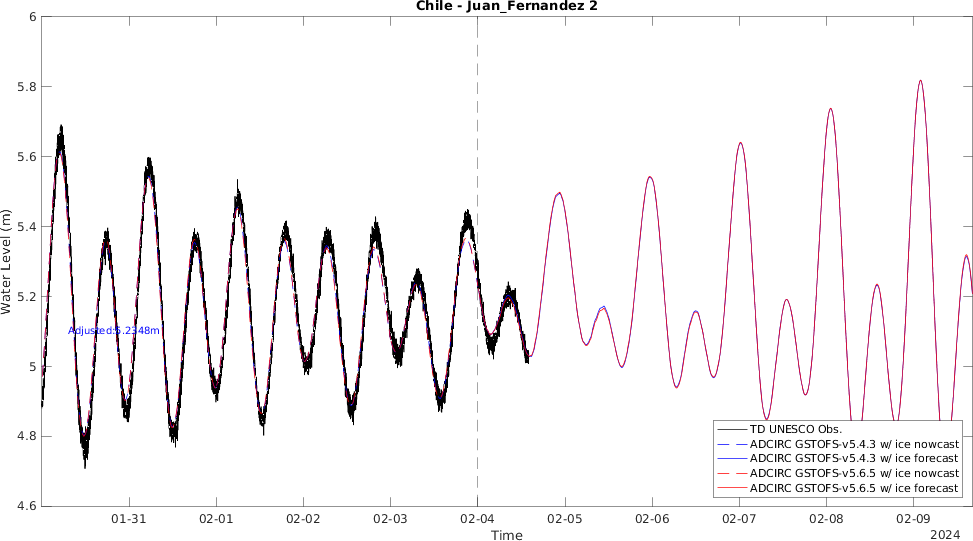 Chile - Juan_Fernandez 2
6
5.8
5.6
5.4
5.2
5
4.8
4.6
Water Level (m)
Adjusted:5.2348m
TD UNESCO Obs.
ADCIRC GSTOFS-v5.4.3 w/ ice nowcast
ADCIRC GSTOFS-v5.4.3 w/ ice forecast
ADCIRC GSTOFS-v5.6.5 w/ ice nowcast
ADCIRC GSTOFS-v5.6.5 w/ ice forecast
01-31 02-01 02-02 02-03 02-04 02-05 02-06 02-07 02-08 02-09
Time
2024